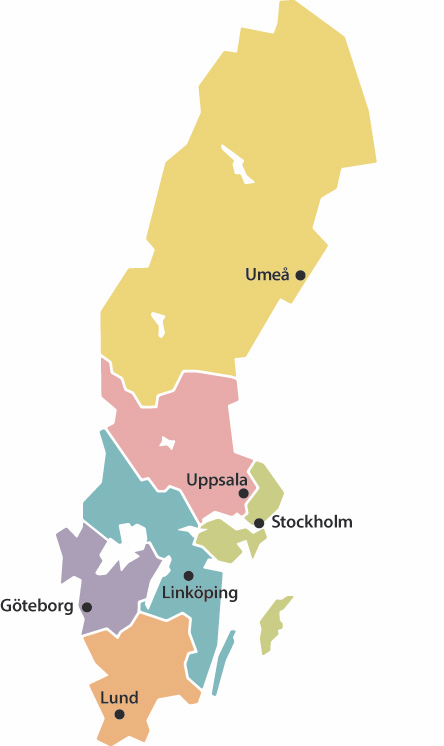 Umeå
Uppsala
Stockholm
Linköping
Göteborg
Lund